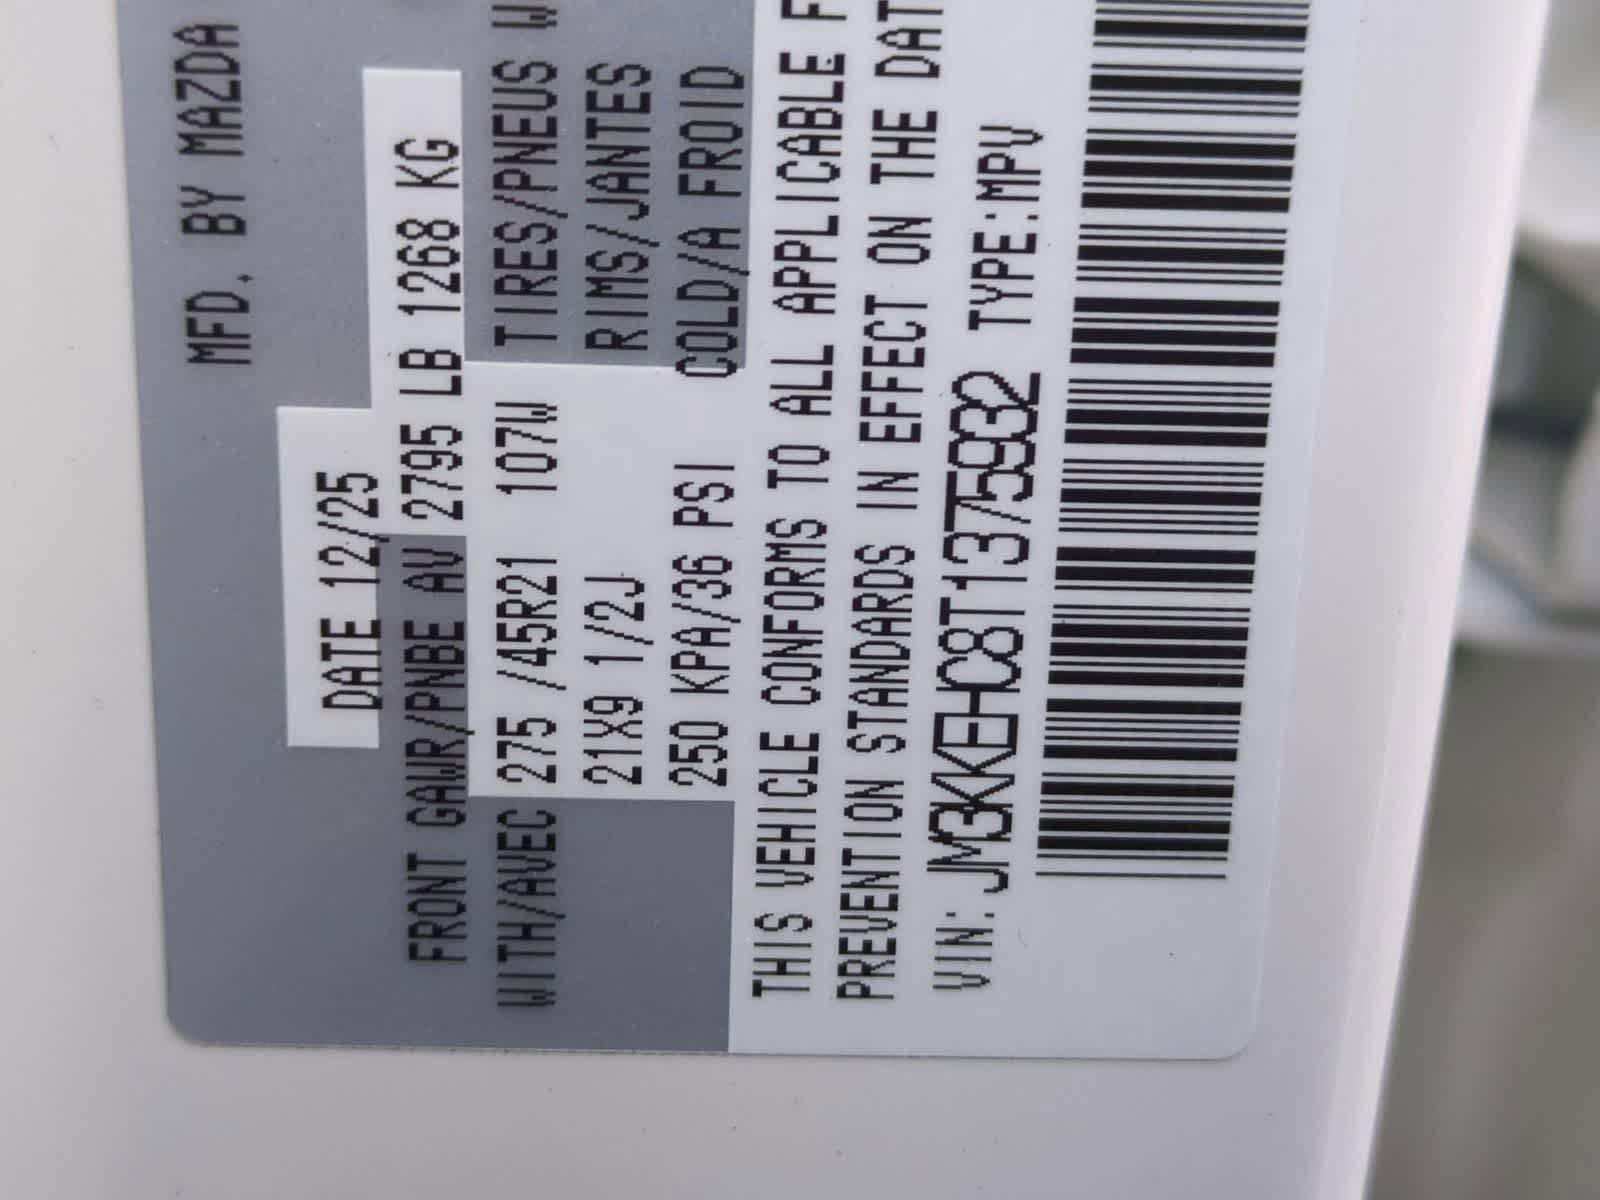 MFD. BY MAZDA
DATE 12/25
FRONT GAWR/PNBE AV 2795 LB 1268 KG
WITH/AVEC 275 /45R21 107W TIRES/PNEUS
21X9 1/2J RIMS/JANTES
250 KPA/36 PSI COLD/A FROID
THIS VEHICLE CONFORMS TO ALL APPLICABLE
PREVENTION STANDARDS IN EFFECT ON THE
VIN: JM3KKEHC8T1375932 TYPE:MPV